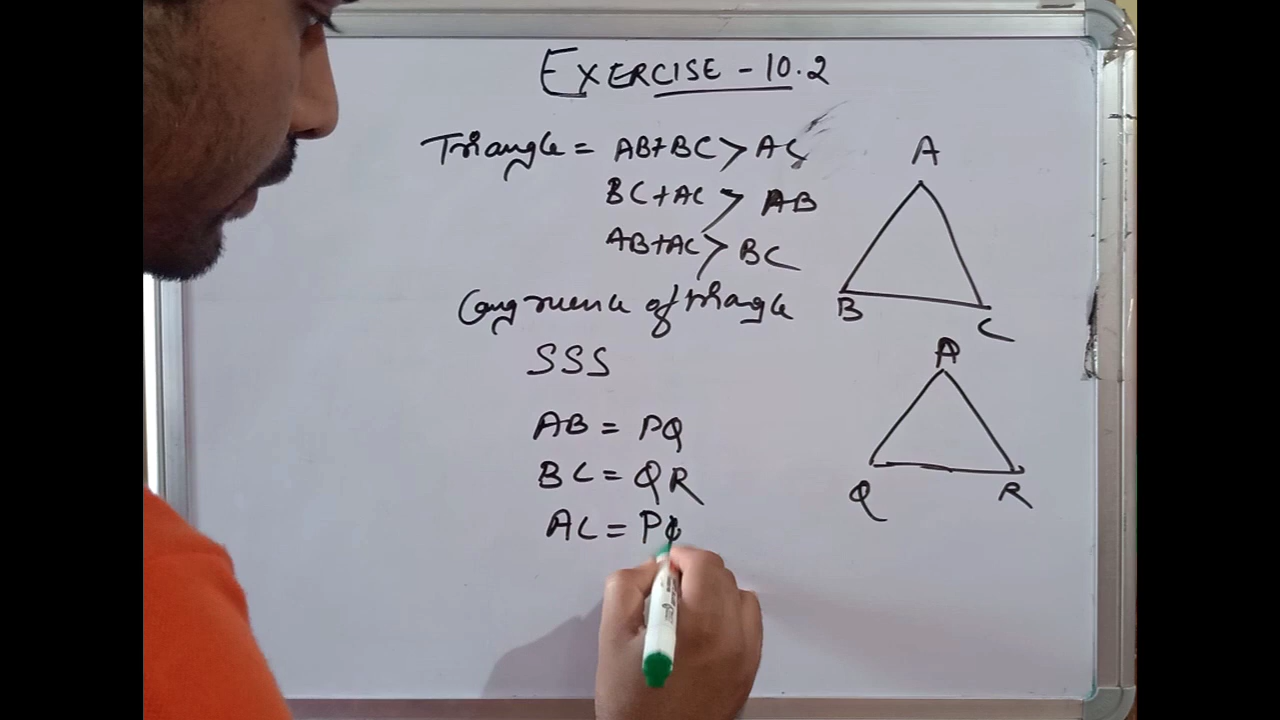 EXERCISE - 10.2
Triangle = AB+BC > AC
BC+AC > AB
AB+AC > BC
Congruence of triangle
SSS
AB = PQ
BC = QR
AC = P
A
B
C
A
Q
R